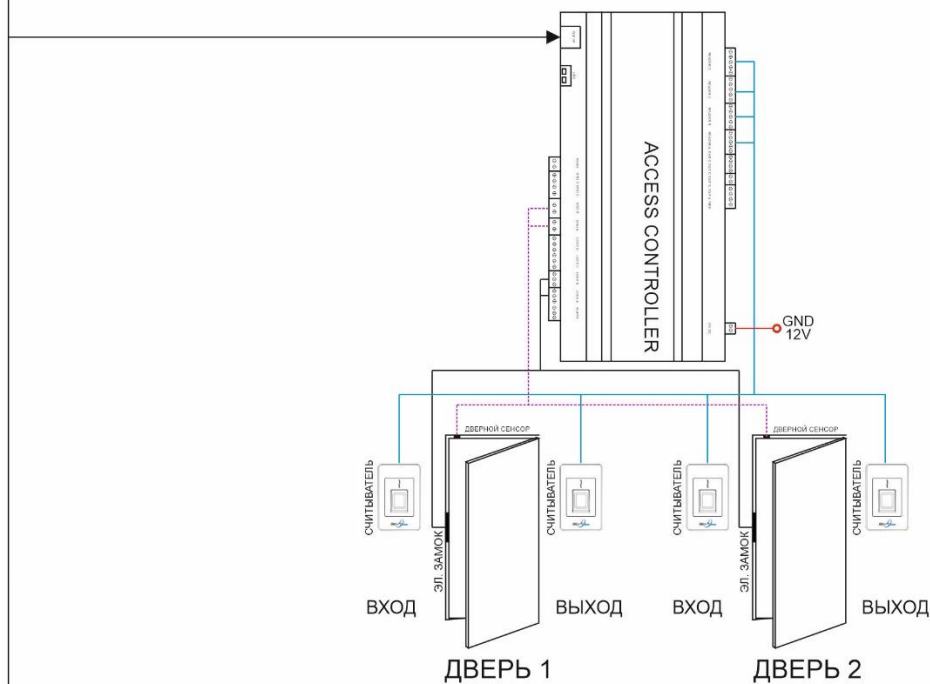 ACCESS CONTROLLER
GND
12V
ДВЕРНОЙ СЕНСОР
ДВЕРНОЙ СЕНСОР
СЧИТЫВАТЕЛЬ
СЧИТЫВАТЕЛЬ
СЧИТЫВАТЕЛЬ
СЧИТЫВАТЕЛЬ
ЭЛ. ЗАМОК
ЭЛ. ЗАМОК
ВХОД
ВЫХОД
ВХОД
ВЫХОД
ДВЕРЬ 1
ДВЕРЬ 2